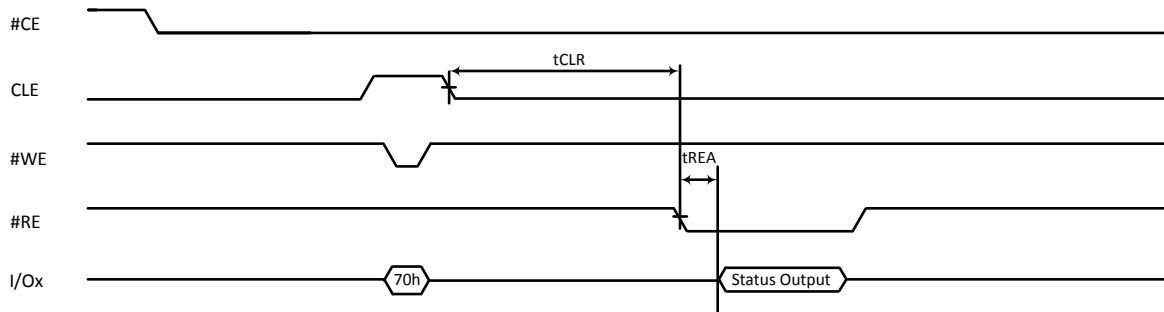 #CE
tCLR
CLE
#WE
tREA
#RE
I/Ox
70h
Status Output